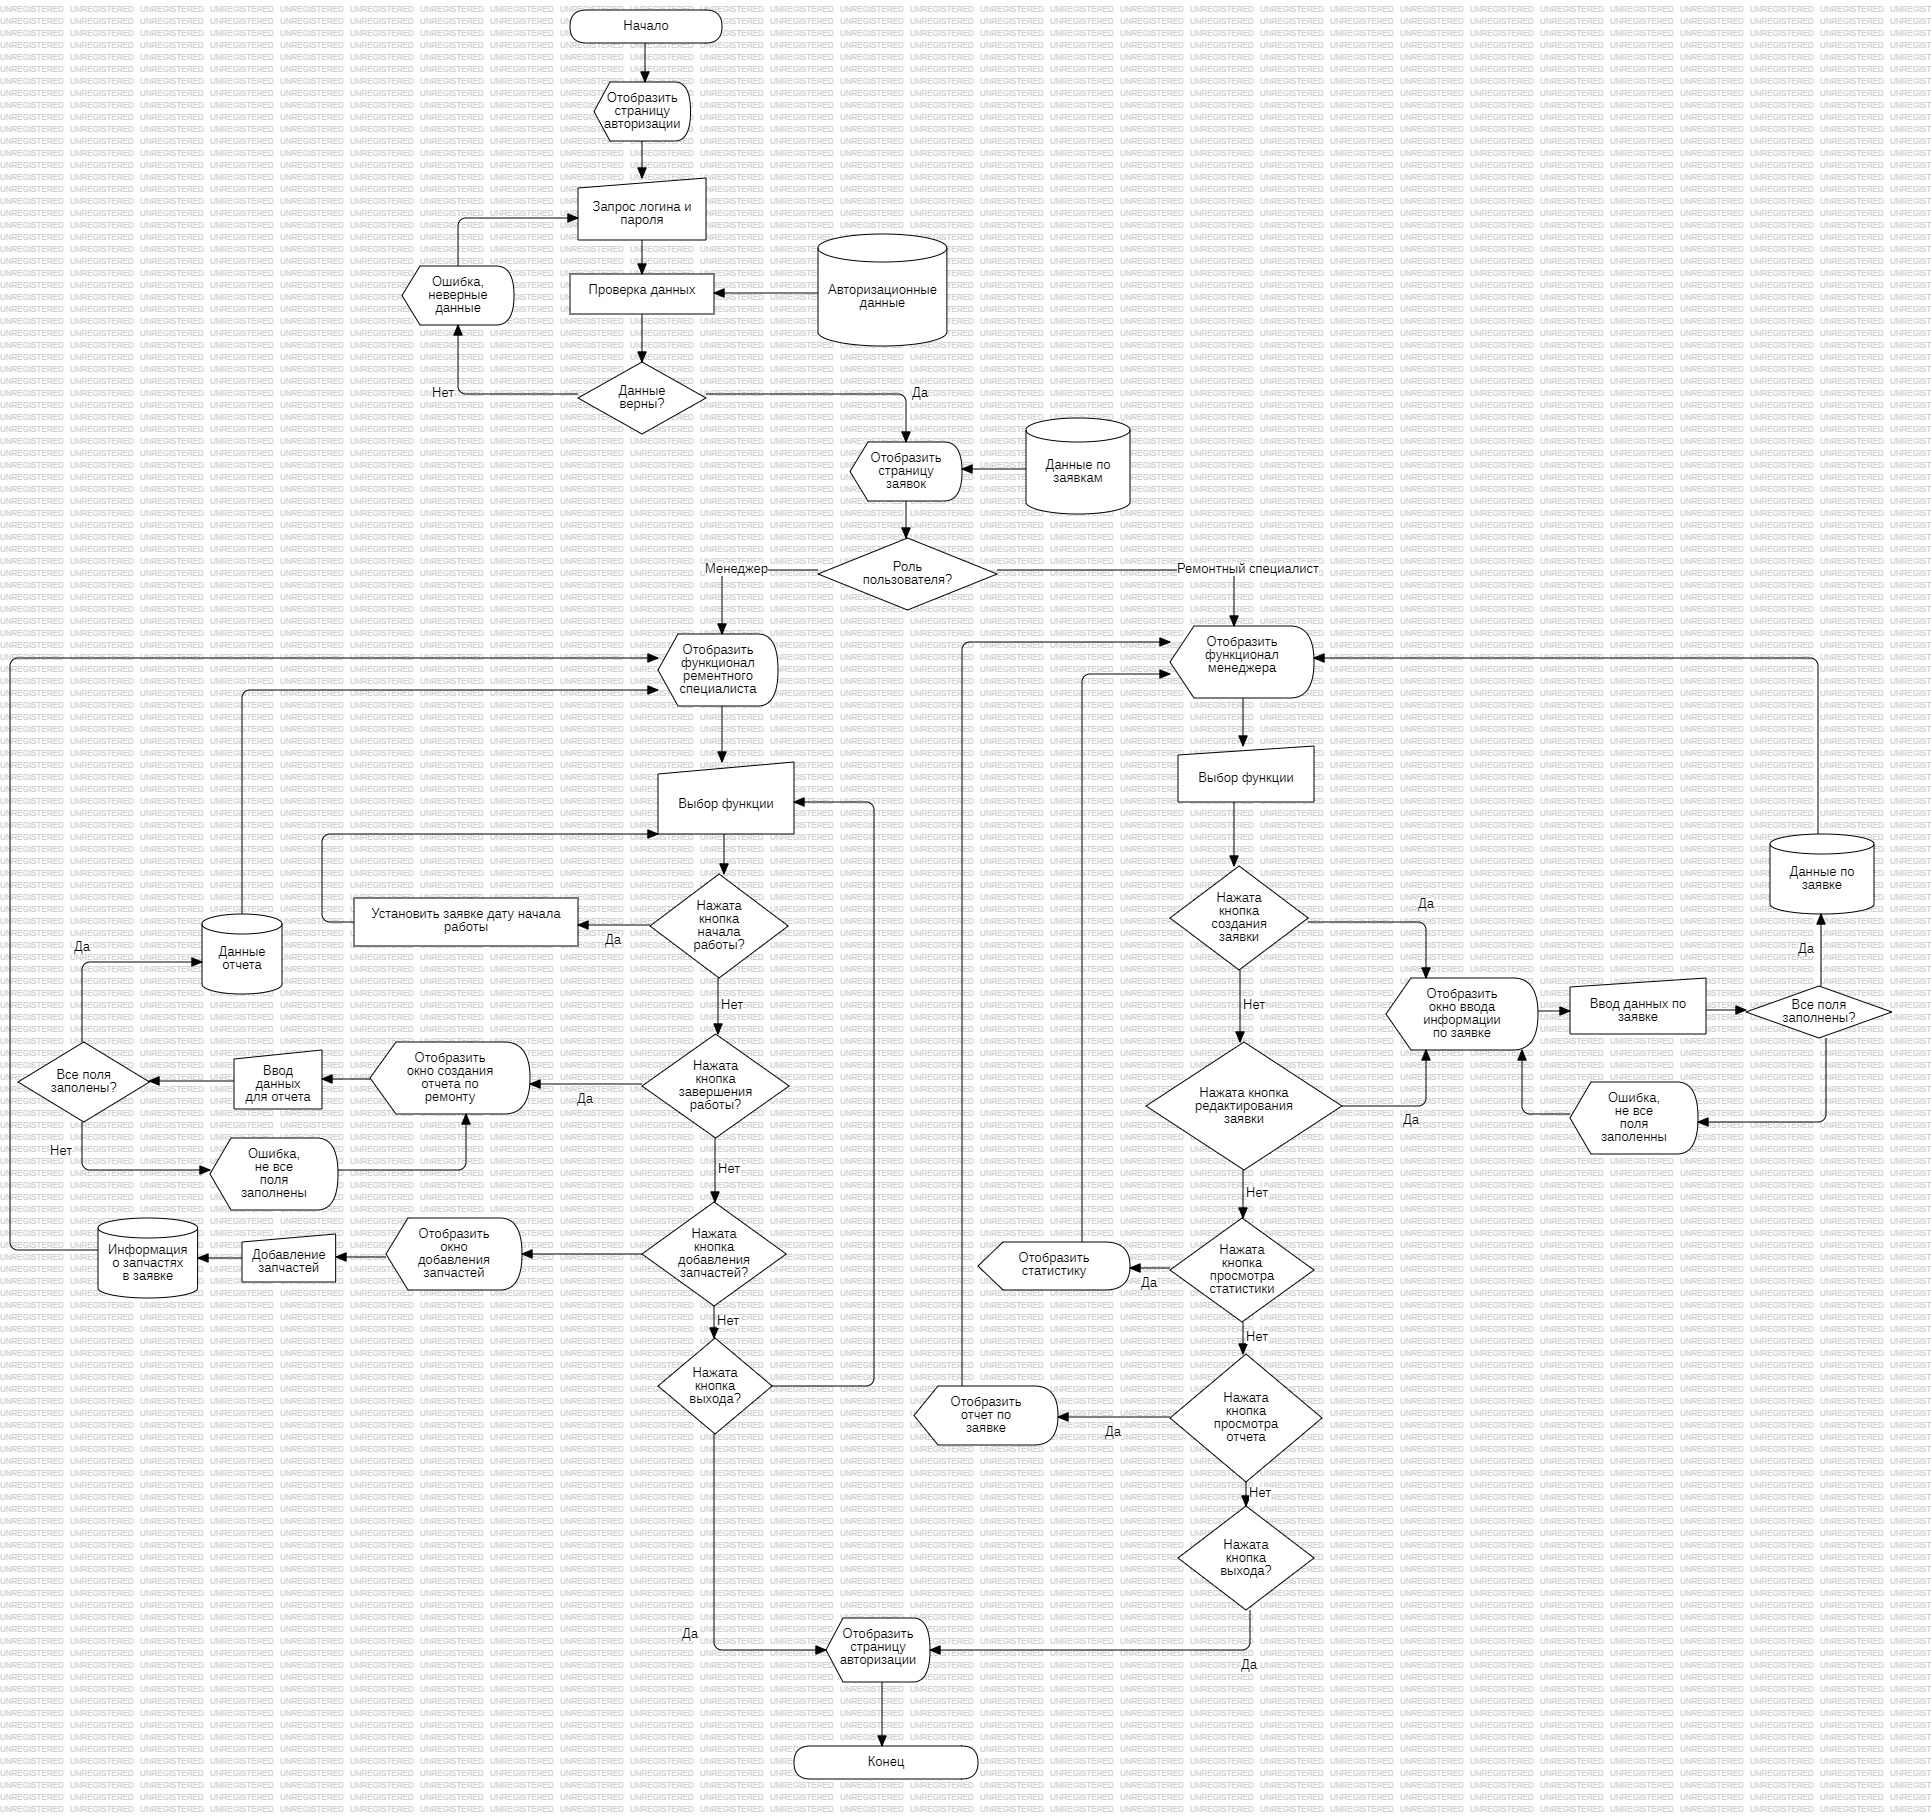 Начало
Отобразить
страницу
авторизации
Запрос логина и
пароля
Ошибка,
неверные
данные
Проверка данных
Авторизационные
данные
Нет
Данные
верны?
Да
Отобразить
страницу
заявок
Данные по
заявкам
Менеджер
Роль
пользователя?
Ремонтный специалист
Отобразить
функционал
рементного
специалиста
Отобразить
функционал
менеджера
Выбор функции
Выбор функции
Установить заявке дату начала
работы
Да
Нажата
кнопка
начала
работы?
Нажата
кнопка
создания
заявки
Да
Данные по
заявке
Да
Данные
отчета
Да
Нет
Нет
Отобразить
окно ввода
информации
по заявке
Ввод данных по
заявке
Все поля
заполнены?
Все поля
заполены?
Ввод
данных
для отчета
Отобразить
окно создания
отчета по
ремонту
Да
Нажата
кнопка
завершения
работы?
Нажата кнопка
редактирования
заявки
Да
Ошибка,
не все
поля
заполненны
Нет
Ошибка,
не все
поля
заполнены
Нет
Нет
Информация
о запчастях
в заявке
Добавление
запчастей
Отобразить
окно
добавления
запчастей
Нажата
кнопка
добавления
запчастей?
Отобразить
статистику
Да
Нажата
кнопка
просмотра
статистики
Нет
Нет
Нажата
кнопка
выхода?
Отобразить
отчет по
заявке
Да
Нажата
кнопка
просмотра
отчета
Нет
Нажата
кнопка
выхода?
Да
Отобразить
страницу
авторизации
Да
Конец